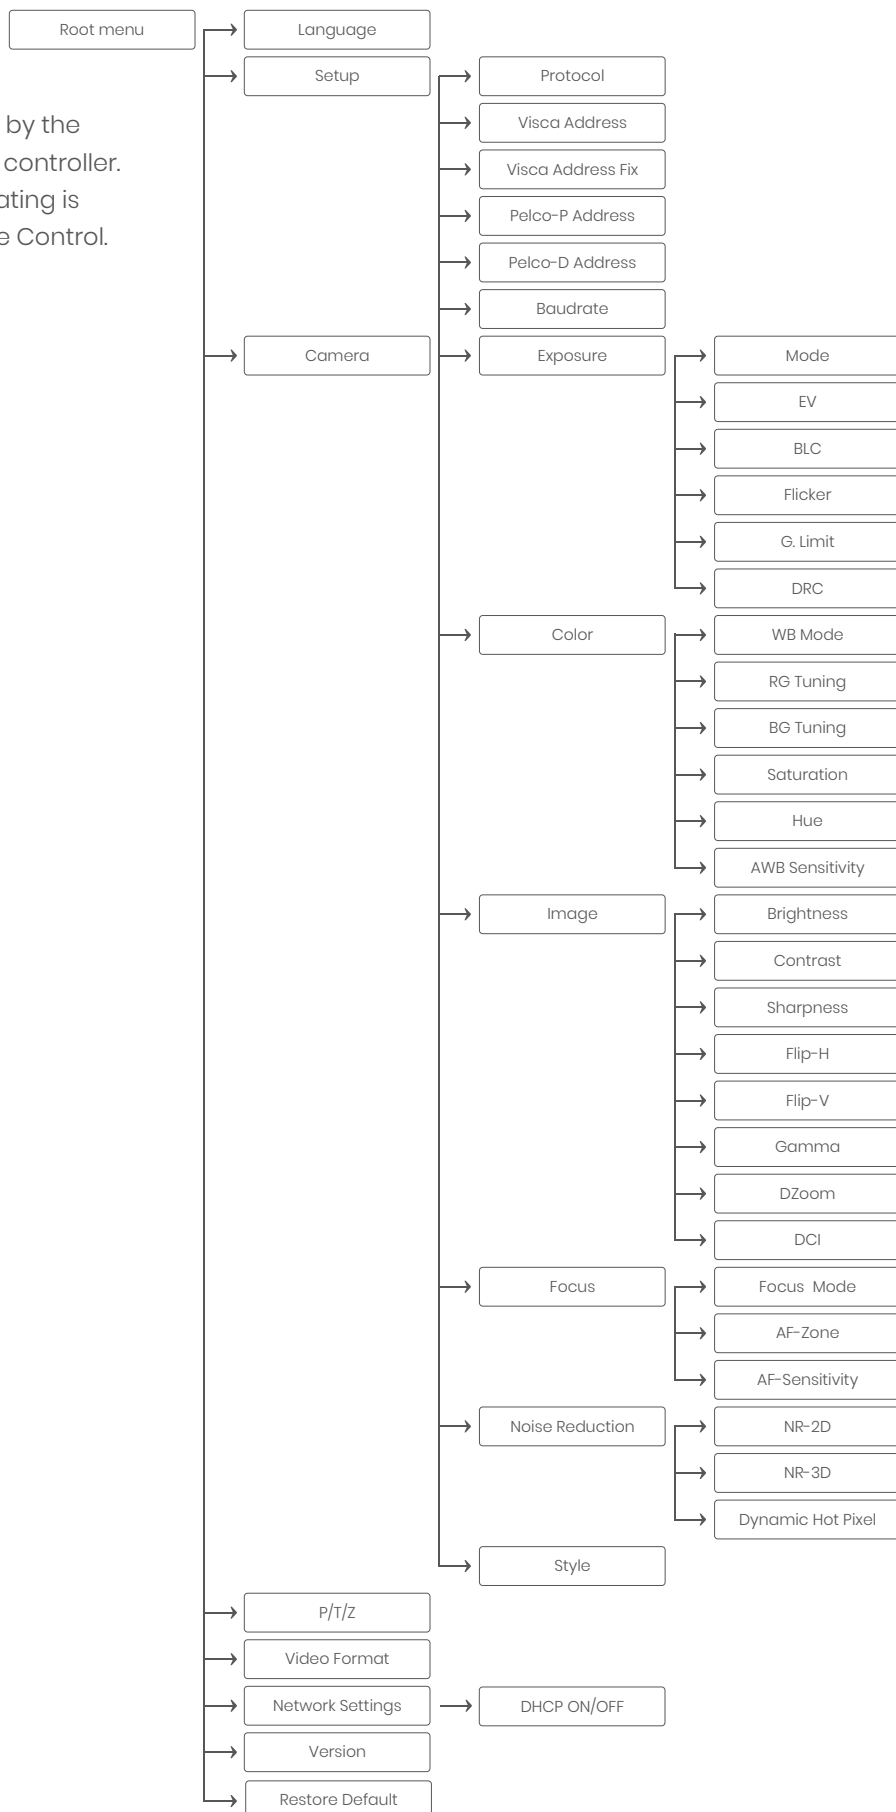 Root menu
Language
Setup
Protocol
by the
controller.
ating is
e Control.
Visca Address
Visca Address Fix
Pelco-P Address
Pelco-D Address
Baudrate
Camera
Exposure
Mode
EV
BLC
Flicker
G. Limit
DRC
Color
WB Mode
RG Tuning
BG Tuning
Saturation
Hue
AWB Sensitivity
Image
Brightness
Contrast
Sharpness
Flip-H
Flip-V
Gamma
DZoom
DCI
Focus
Focus Mode
AF-Zone
AF-Sensitivity
Noise Reduction
NR-2D
NR-3D
Dynamic Hot Pixel
Style
P/T/Z
Video Format
Network Settings
DHCP ON/OFF
Version
Restore Default